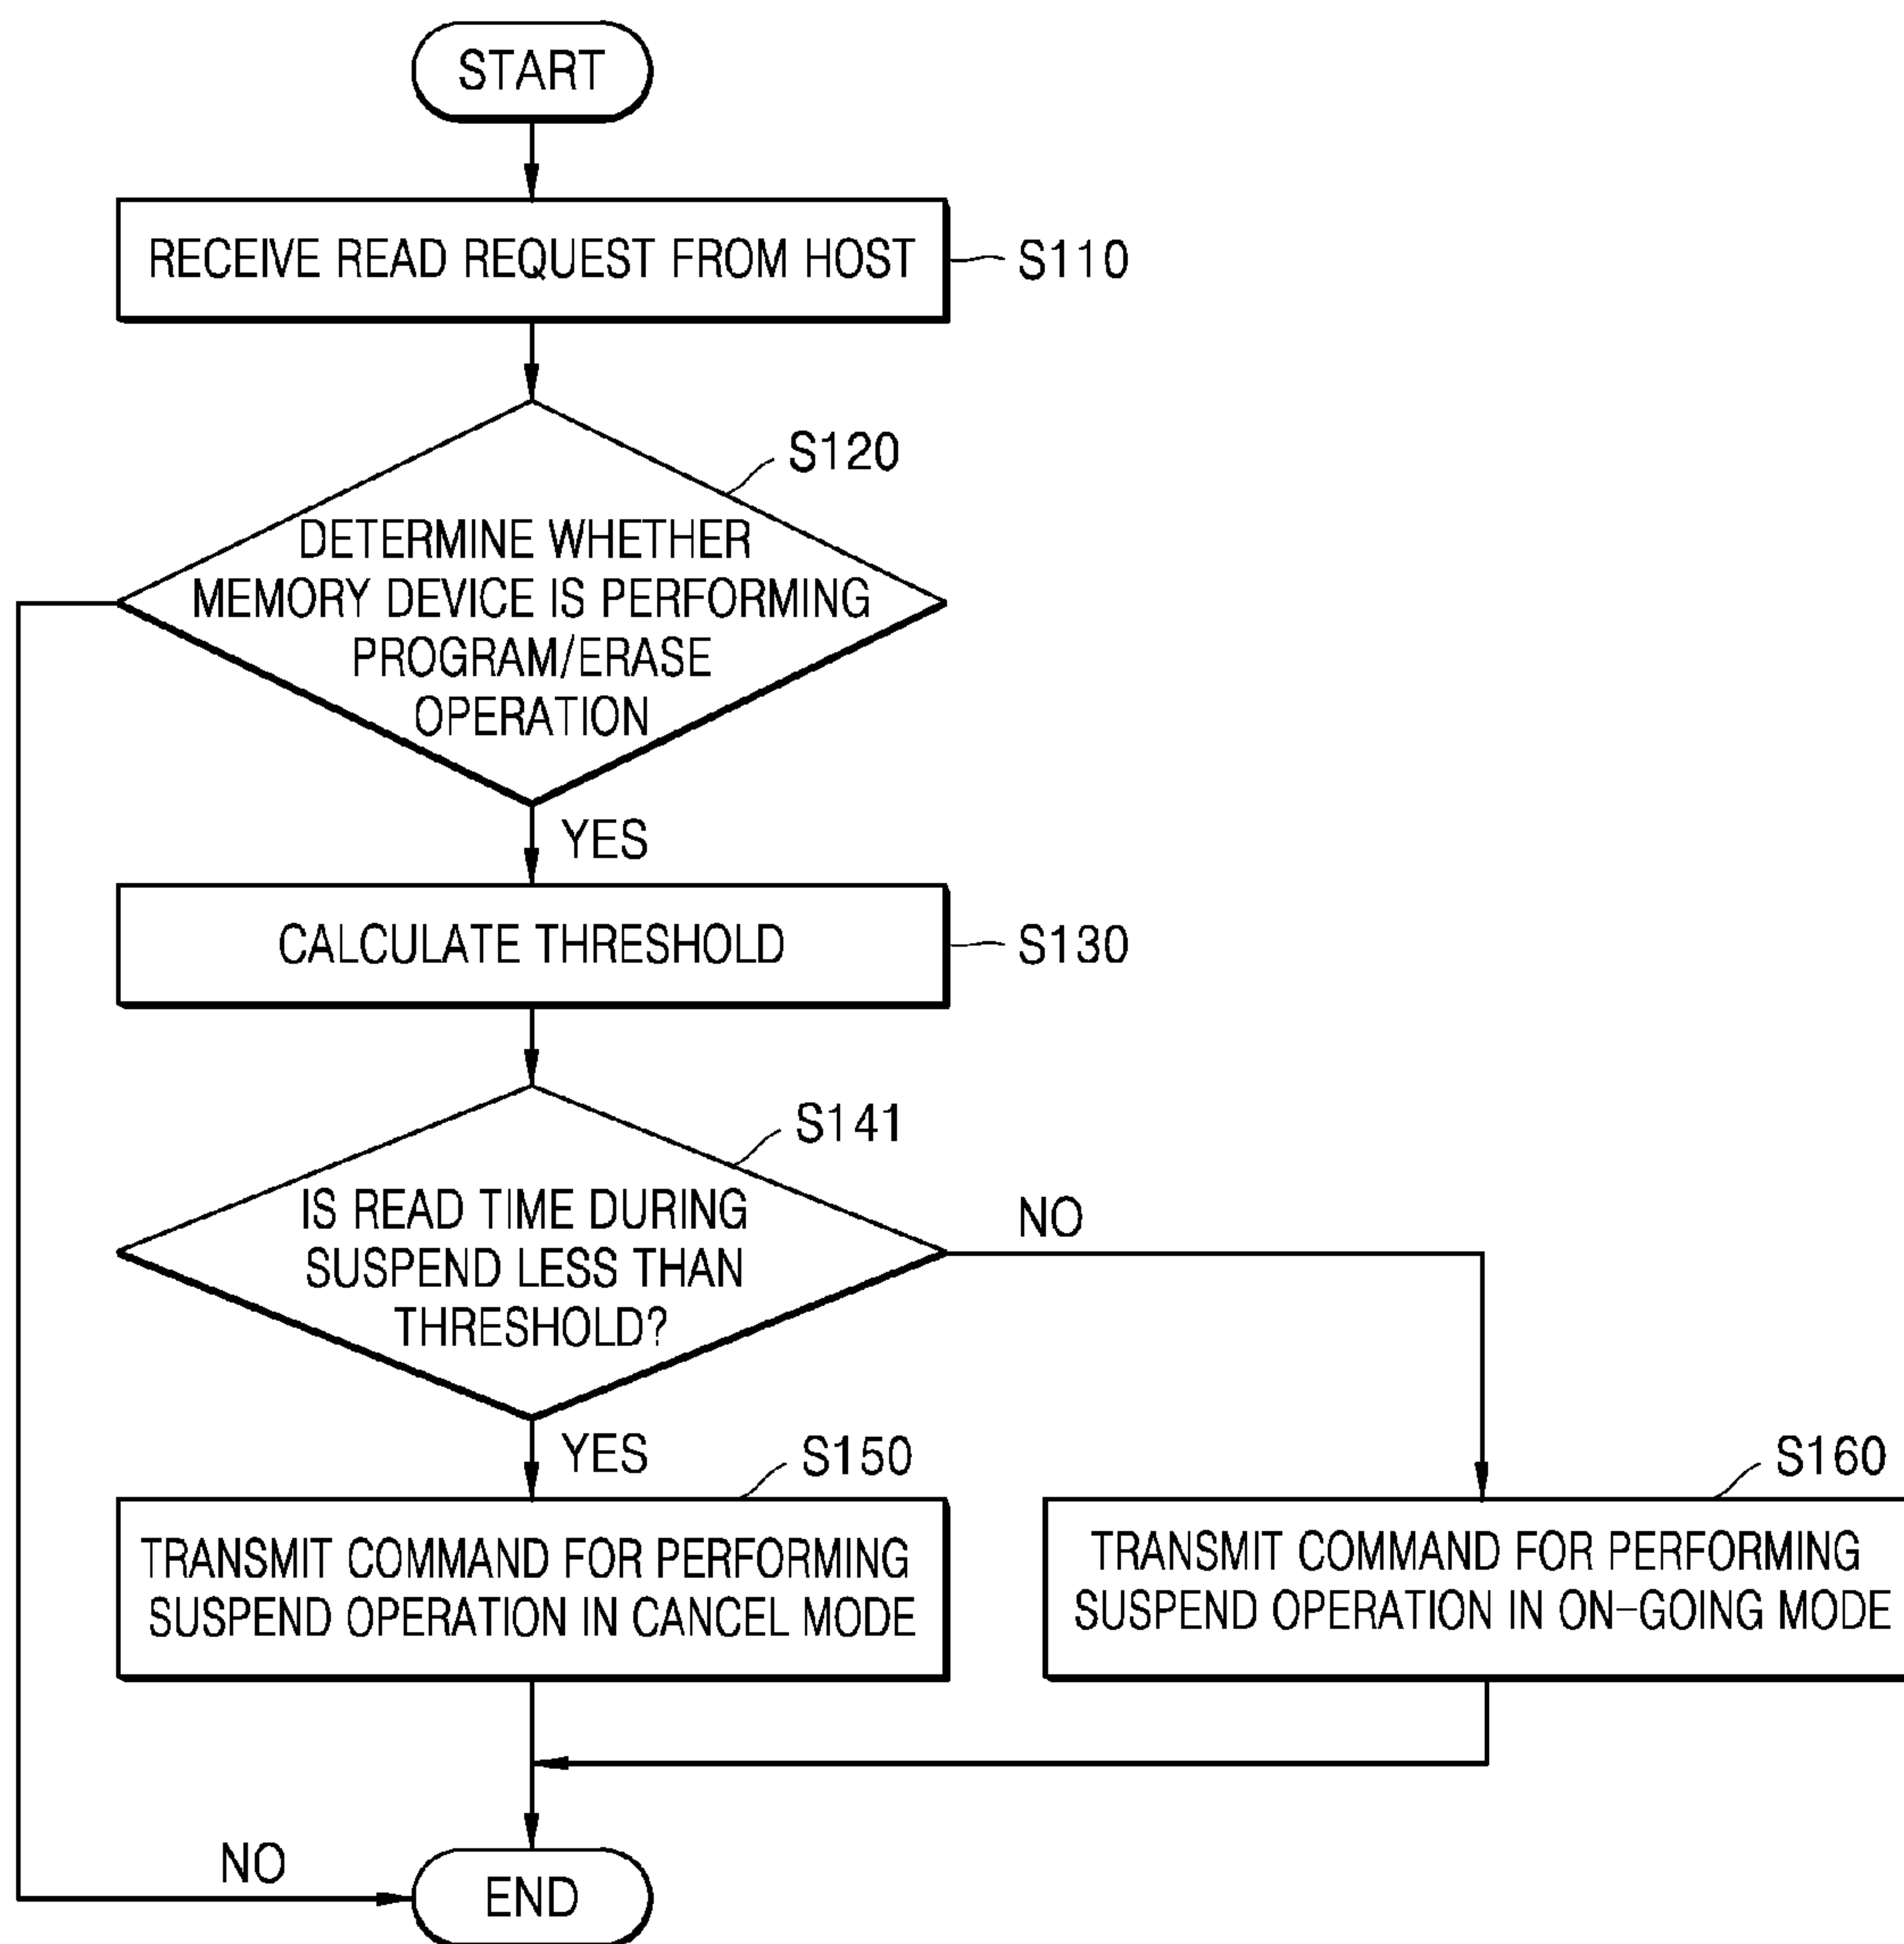 START
RECEIVE READ REQUEST FROM HOST
S110
S120
DETERMINE WHETHER
MEMORY DEVICE IS PERFORMING
PROGRAM/ERASE
OPERATION
YES
CALCULATE THRESHOLD
S130
S141
IS READ TIME DURING
SUSPEND LESS THAN
THRESHOLD?
NO
YES
S150
TRANSMIT COMMAND FOR PERFORMING
SUSPEND OPERATION IN CANCEL MODE
S160
TRANSMIT COMMAND FOR PERFORMING
SUSPEND OPERATION IN ON-GOING MODE
NO
END